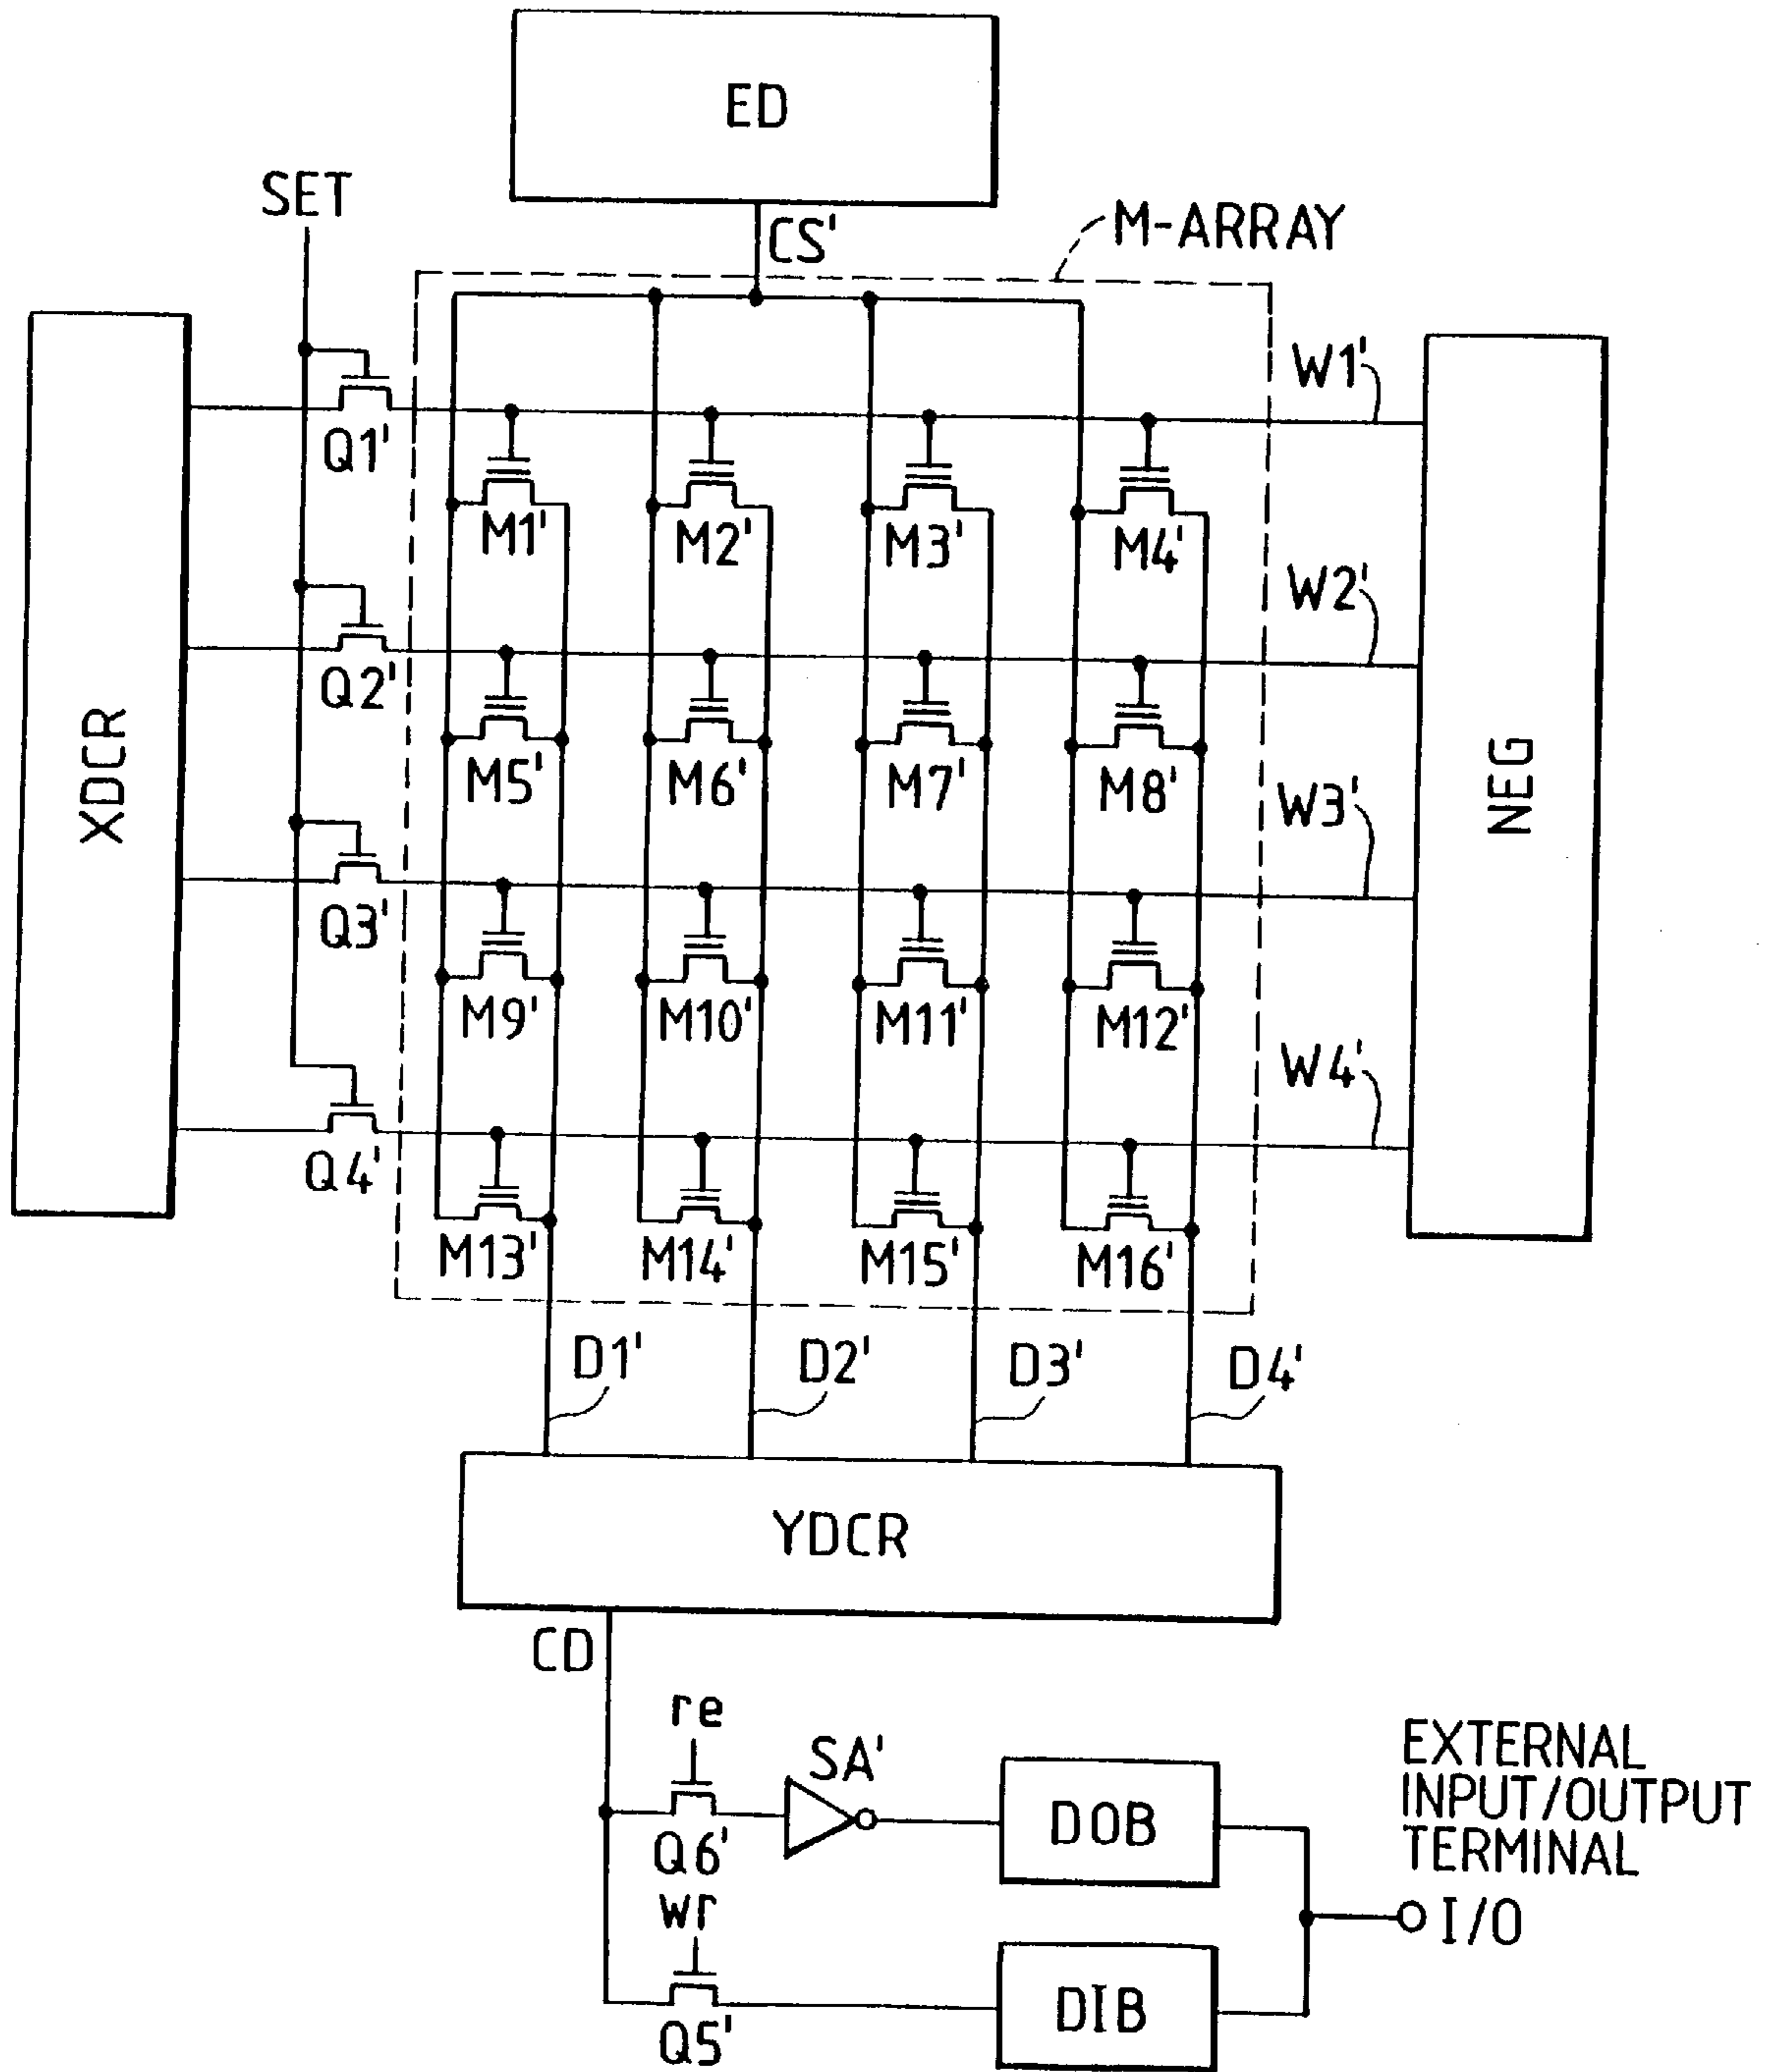 ED
SET
CS'
M-ARRAY
W1'
Q1'
M1' M2' M3' M4'
W2'
Q2'
XDCR
M5' M6' M7' M8'
NEG
W3'
Q3'
M9' M10' M11' M12'
W4'
Q4'
M13' M14' M15' M16'
D1' D2' D3' D4'
YDCR
CD
re
SA'
DOB
EXTERNAL
INPUT/OUTPUT
TERMINAL
Q6'
wr
I/O
DIB
Q5'